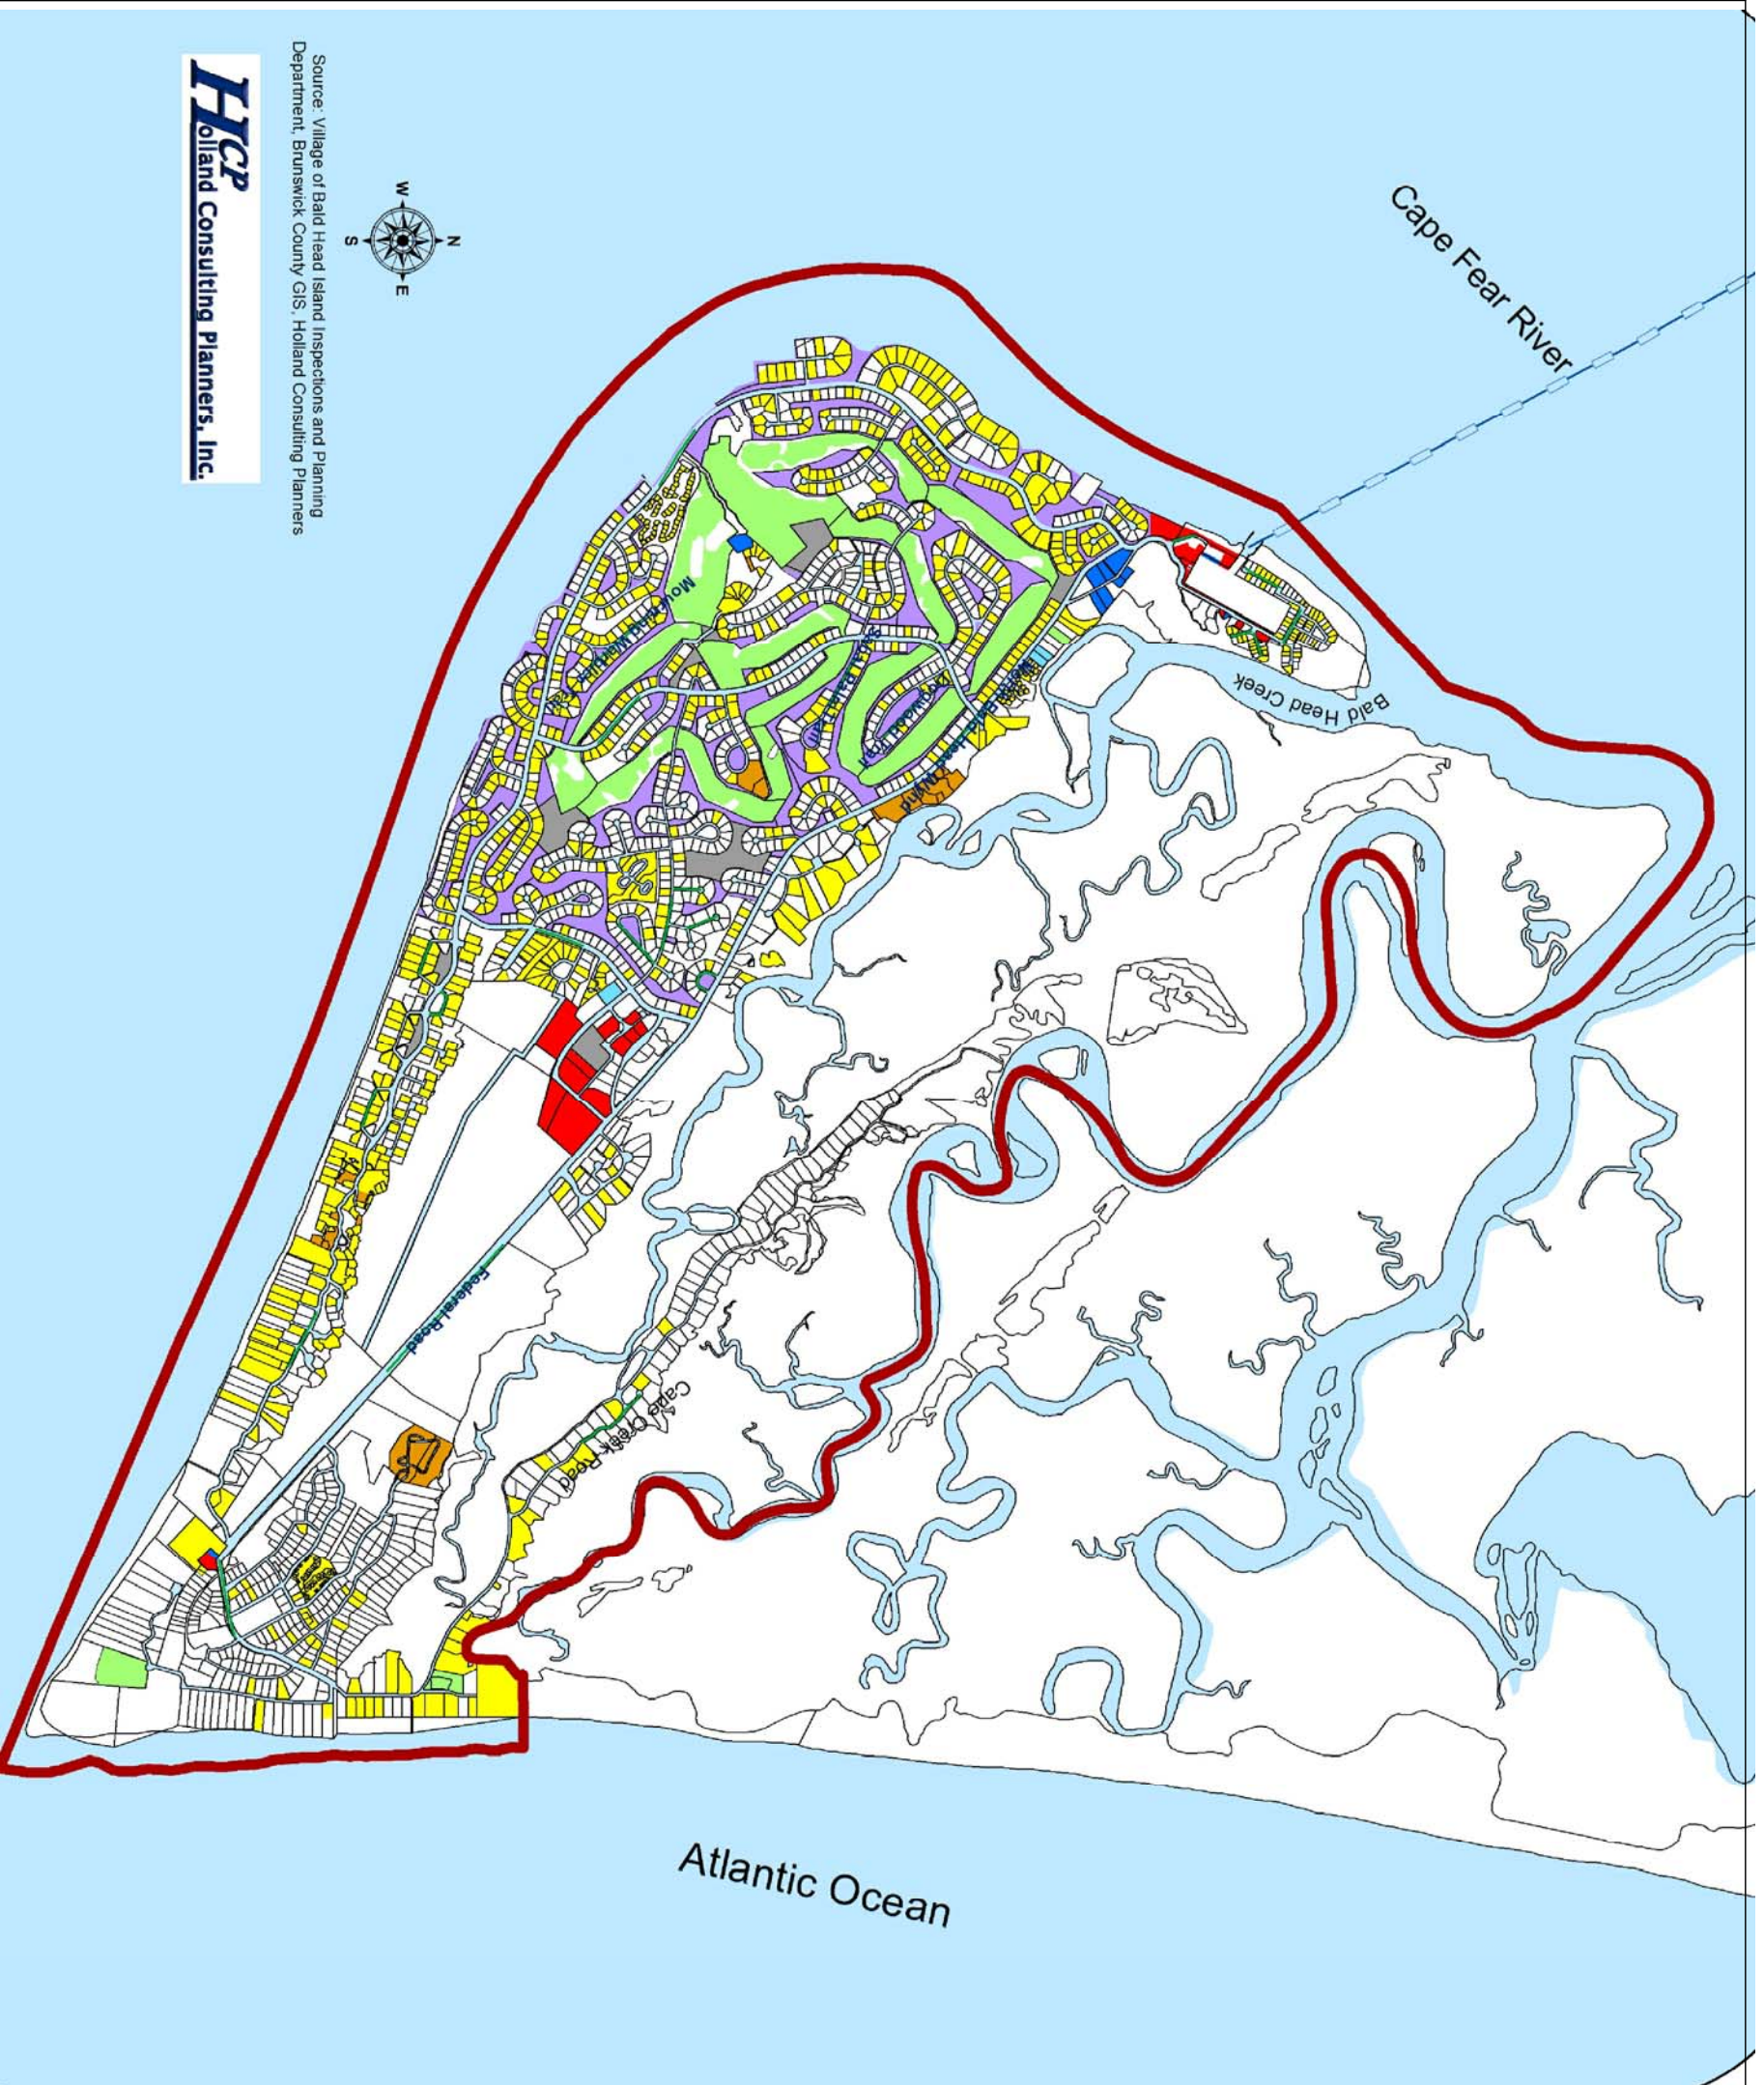 Cape Fear River
Source: Village of Bald Head Island Inspections and Planning
Department, Brunswick County GIS, Holland Consulting Planners
HCP
Holland Consulting Planners, Inc.
N
W
E
S
Bald Head Creek
Federal Road
Cape Creek Road
Atlantic Ocean